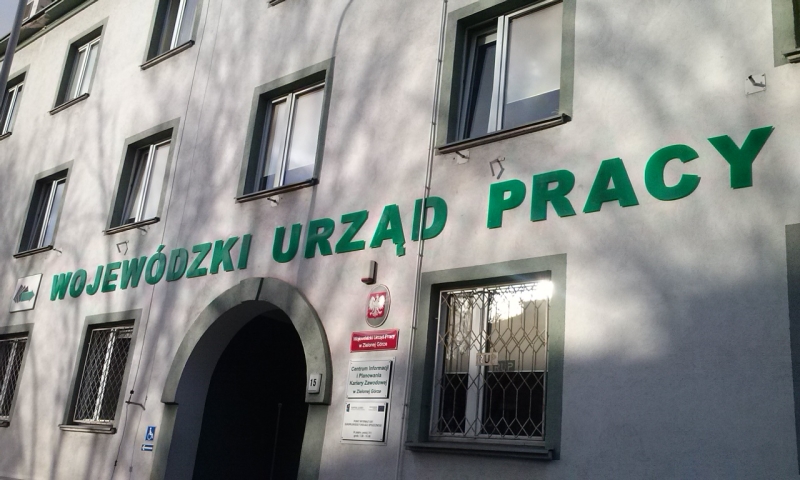 WOJEWÓDZKI URZĄD PRACY
15
Wojewódzki Urząd Pracy
w Zielonej Górze
Centrum Informacji
i Planowania
Kariery Zawodowej
w Zielonej Górze